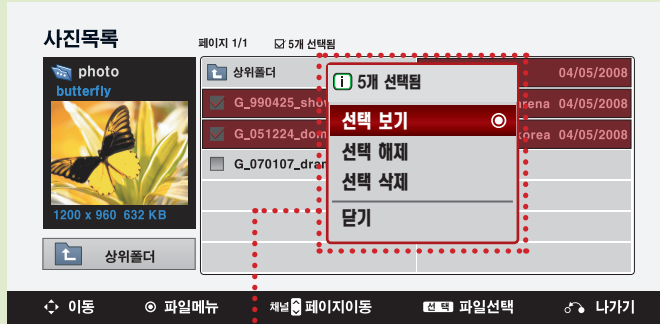 사진목록
페이지 1/1 5개 선택됨
photo
butterfly
1200 x 960 632 KB
상위폴더
상위폴더 04/05/2008
G_990425_sho arena 04/05/2008
G_051224_dom korea 04/05/2008
G_070107_dram
5개 선택됨
선택 보기
선택 해제
선택 삭제
닫기
이동 파일메뉴 채널 페이지이동 선택 파일선택 나가기